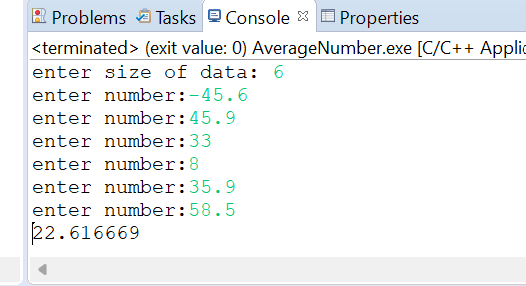 Problems Tasks Console Properties
<terminated> (exit value: 0) AverageNumber.exe [C/C++ Applic
enter size of data: 6
enter number:-45.6
enter number:45.9
enter number:33
enter number:8
enter number:35.9
enter number:58.5
22.616669